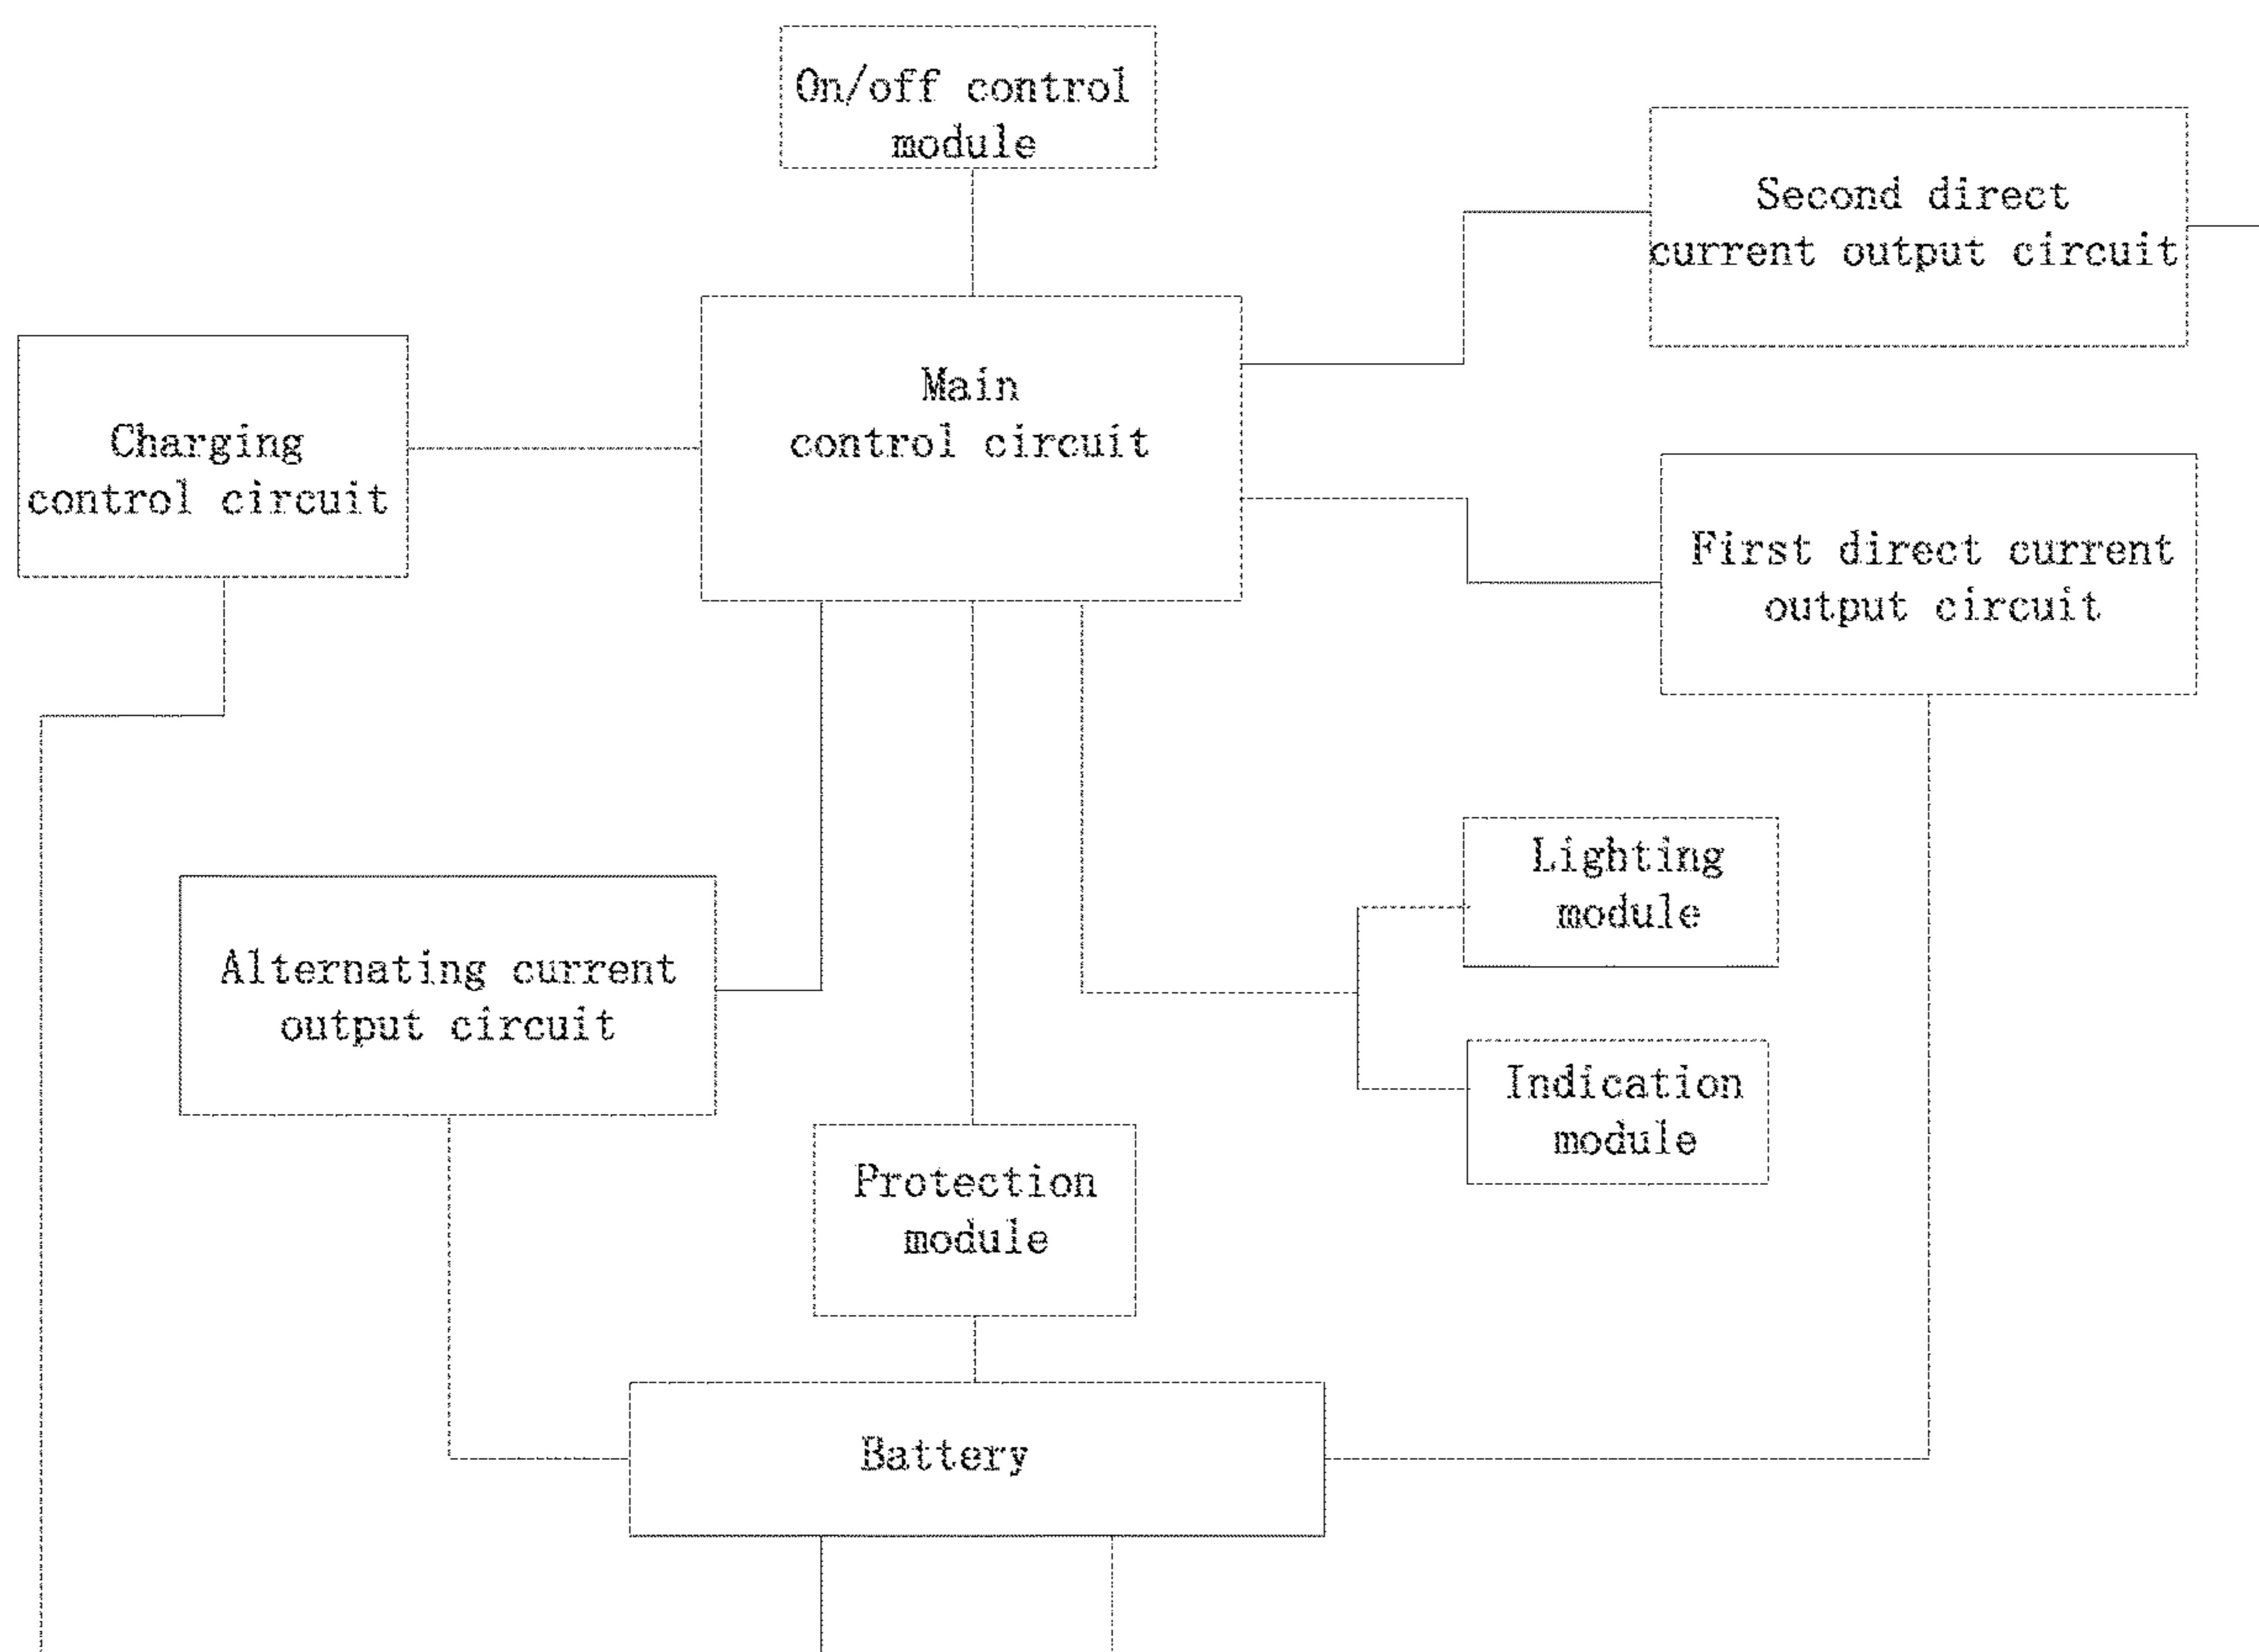 On/off control
module
Second direct
current output circuit
Main
control circuit
Charging
control circuit
First direct current
output circuit
Lighting
module
Alternating current
output circuit
Indication
module
Protection
module
Battery